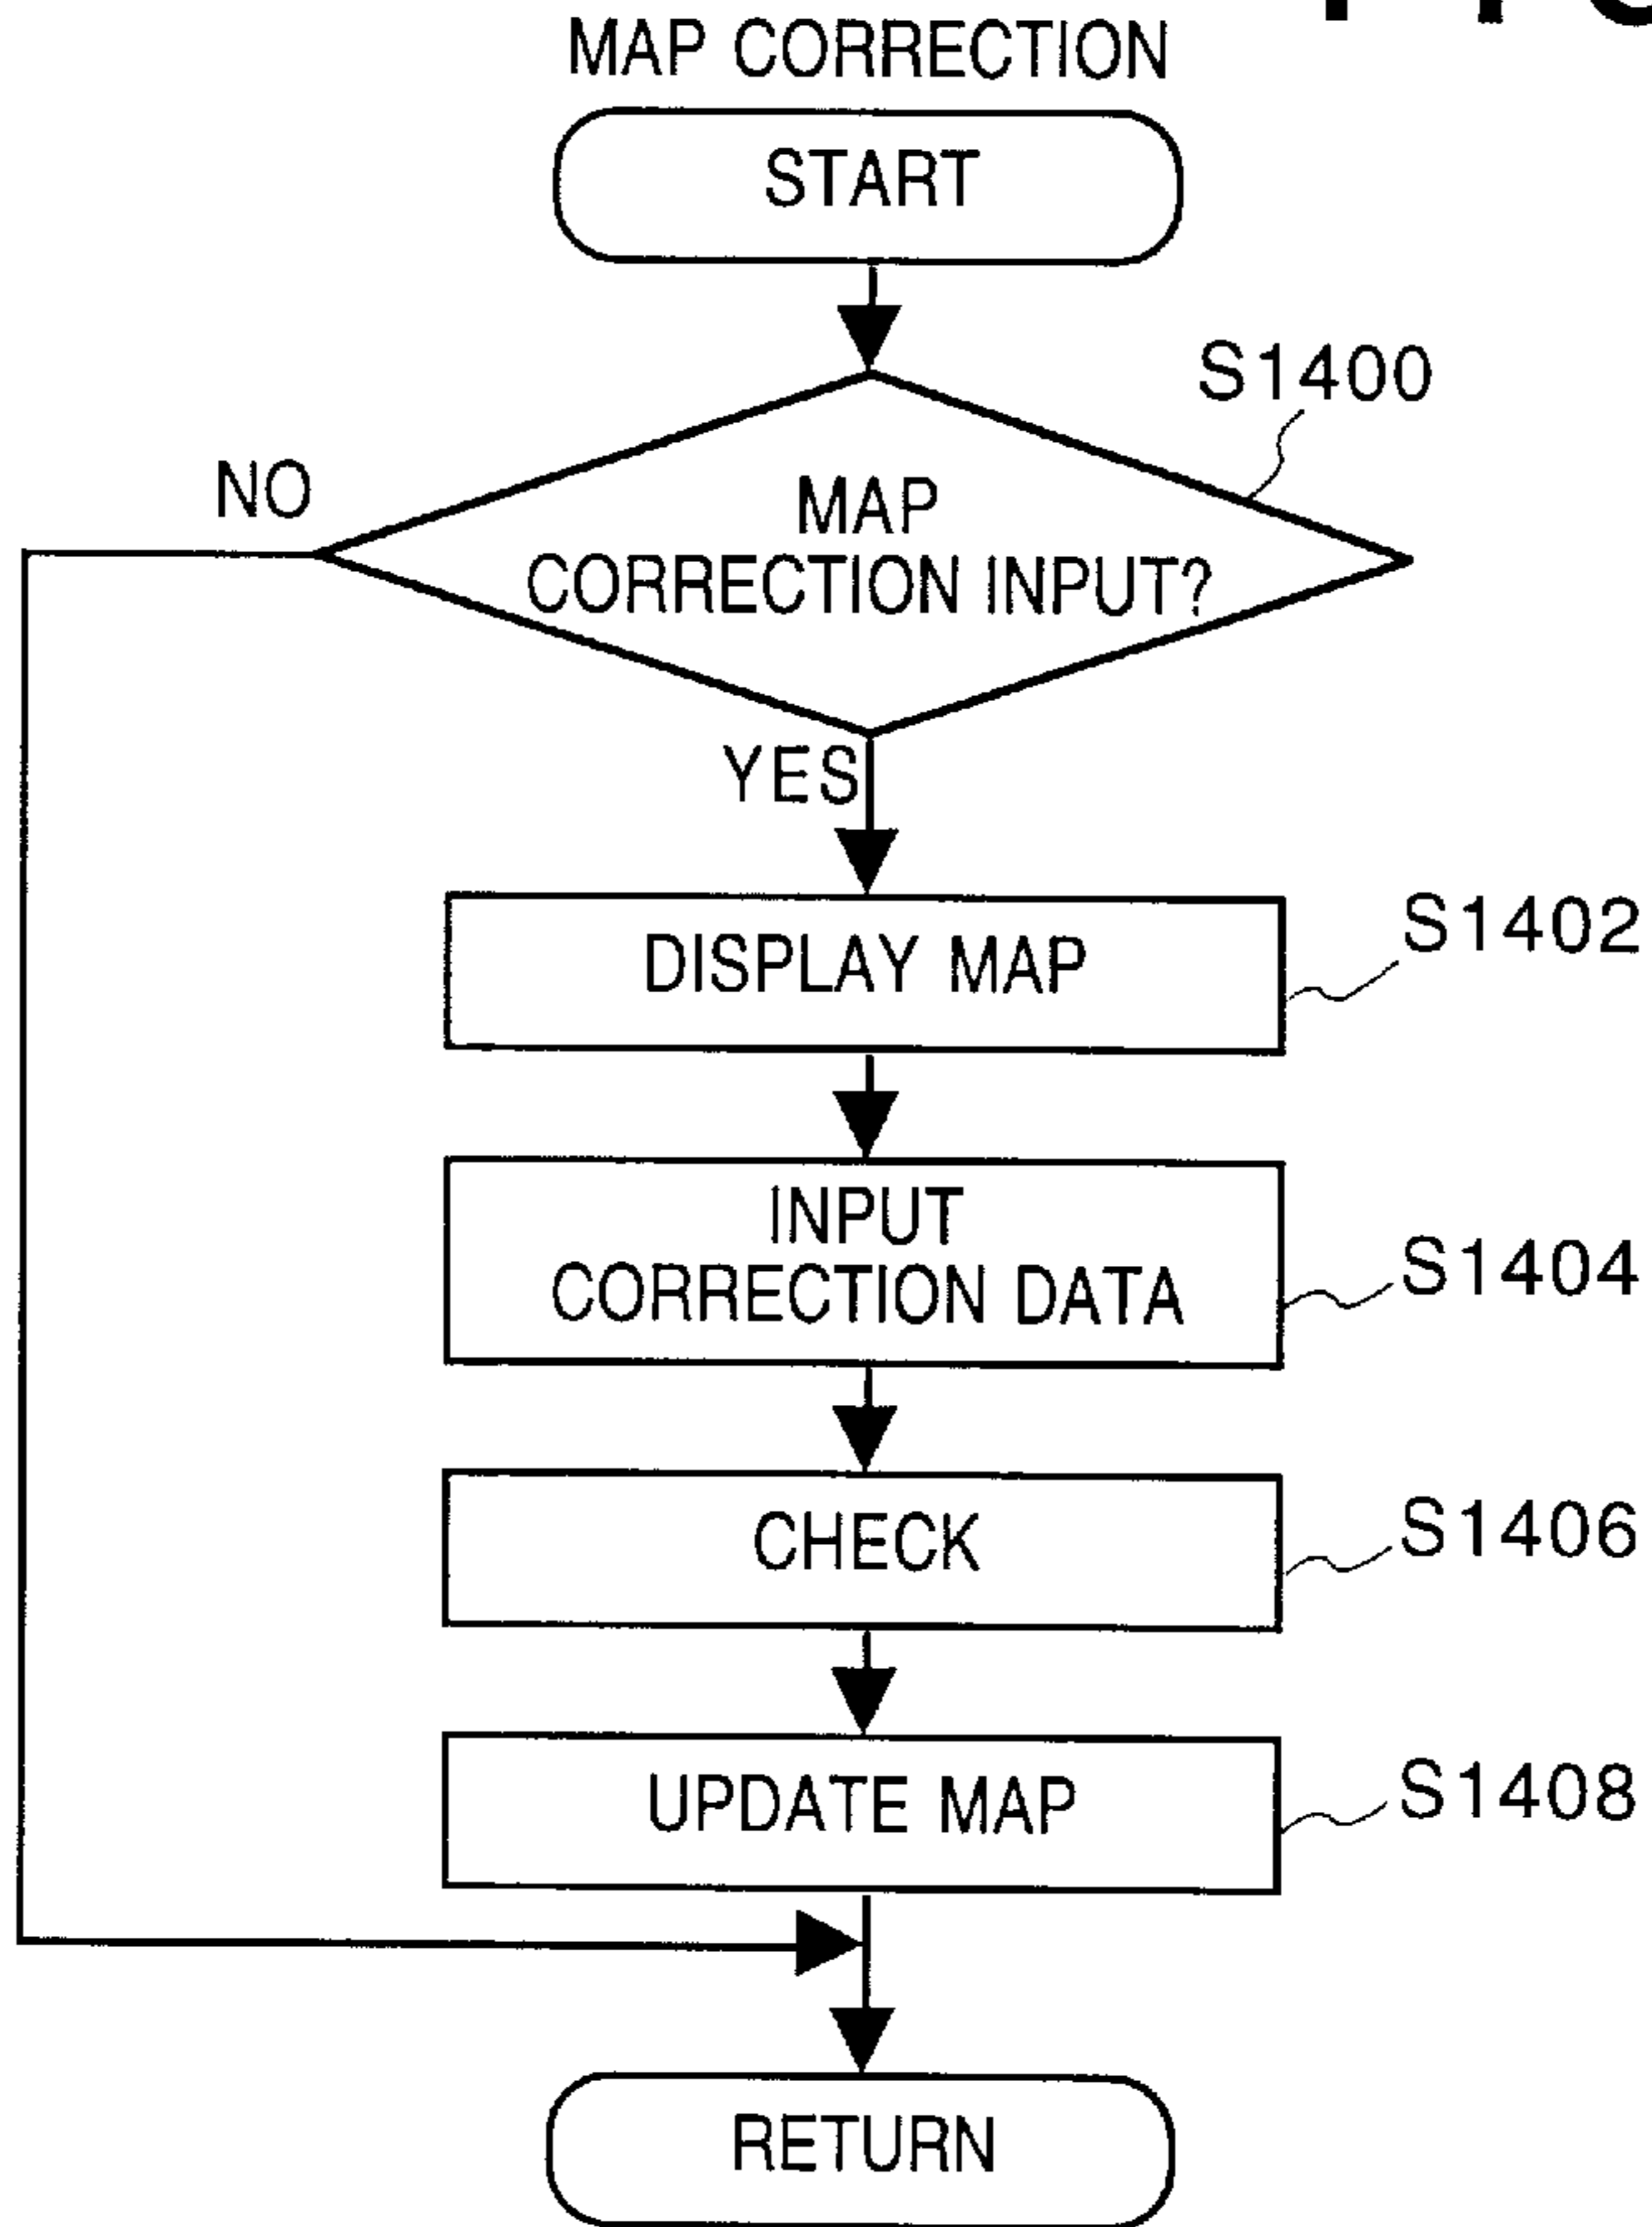 MAP CORRECTION
START
S1400
NO
MAP
CORRECTION INPUT?
YES
DISPLAY MAP
S1402
INPUT
CORRECTION DATA
S1404
CHECK
S1406
UPDATE MAP
S1408
RETURN